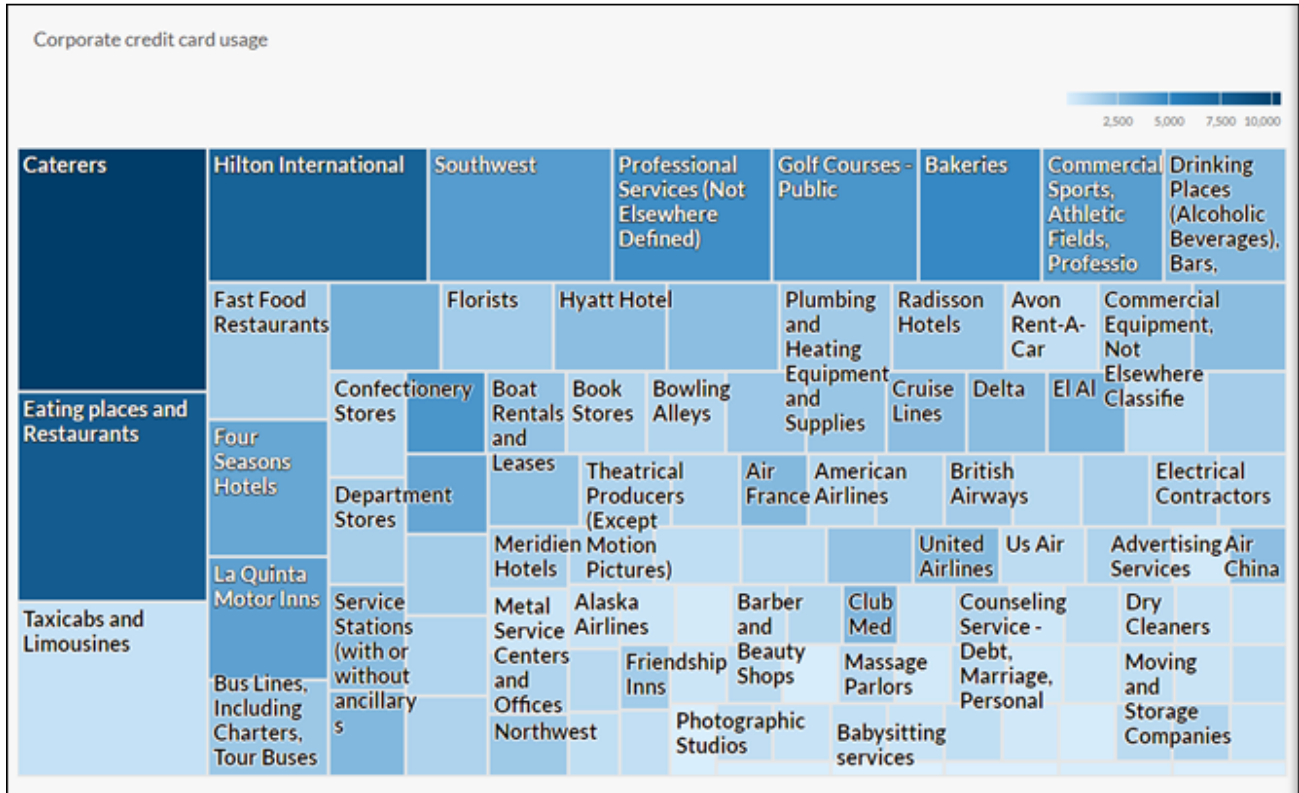 Corporate credit card usage
2,500 5,000 7,500 10,000
Caterers
Hilton International
Southwest
Professional
Services (Not
Elsewhere
Defined)
Golf Courses -
Public
Bakeries
Commercial
Sports,
Athletic
Fields,
Professio
Drinking
Places
(Alcoholic
Beverages),
Bars,
Fast Food
Restaurants
Florists
Hyatt Hotel
Plumbing
and
Heating
Equipment
and
Supplies
Radisson
Hotels
Avon
Rent-A-
Car
Commercial
Equipment,
Not
Elsewhere
Classifie
Eating places and
Restaurants
Four
Seasons
Hotels
Confectionery
Stores
Boat
Rentals
and
Leases
Book
Stores
Bowling
Alleys
Cruise
Lines
Delta
El Al
Department
Stores
Theatrical
Producers
(Except
Motion
Pictures)
Air
France
American
Airlines
British
Airways
Electrical
Contractors
La Quinta
Motor Inns
Meridien
Hotels
United
Airlines
Us Air
Advertising
Services
Air
China
Taxicabs and
Limousines
Service
Stations
(with or
without
ancillary
s
Metal
Service
Centers
and
Offices
Alaska
Airlines
Barber
and
Beauty
Shops
Club
Med
Counseling
Service -
Debt,
Marriage,
Personal
Dry
Cleaners
Bus Lines,
Including
Charters,
Tour Buses
Friendship
Inns
Massage
Parlors
Moving
and
Storage
Companies
Northwest
Photographic
Studios
Babysitting
services